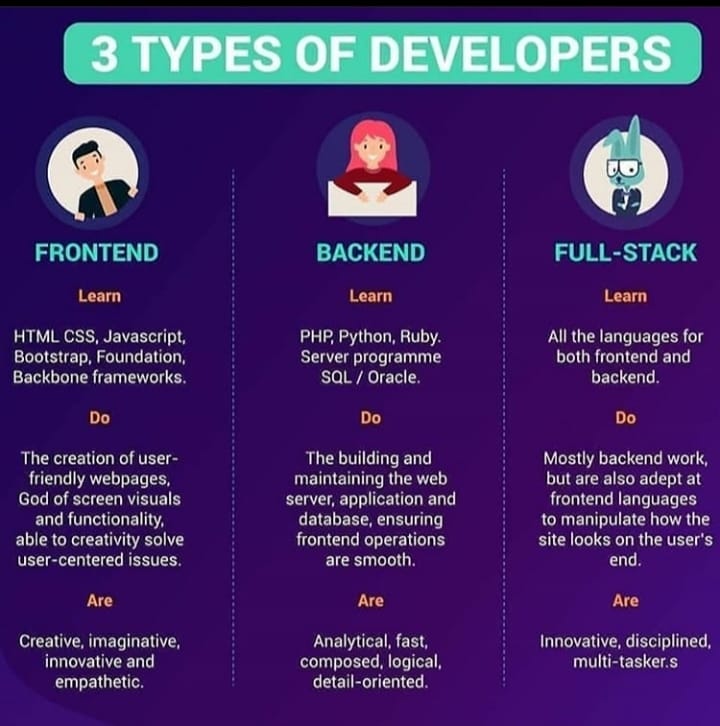 3 TYPES OF DEVELOPERS
FRONTEND
Learn
HTML CSS, Javascript,
Bootstrap, Foundation,
Backbone frameworks.
Do
The creation of user-
friendly webpages,
God of screen visuals
and functionality,
able to creativity solve
user-centered issues.
Are
Creative, imaginative,
innovative and
empathetic.
BACKEND
Learn
PHP, Python, Ruby.
Server programme
SQL / Oracle.
Do
The building and
maintaining the web
server, application and
database, ensuring
frontend operations
are smooth.
Are
Analytical, fast,
composed, logical,
detail-oriented.
FULL-STACK
Learn
All the languages for
both frontend and
backend.
Do
Mostly backend work,
but are also adept at
frontend languages
to manipulate how the
site looks on the user's
end.
Are
Innovative, disciplined,
multi-tasker.s